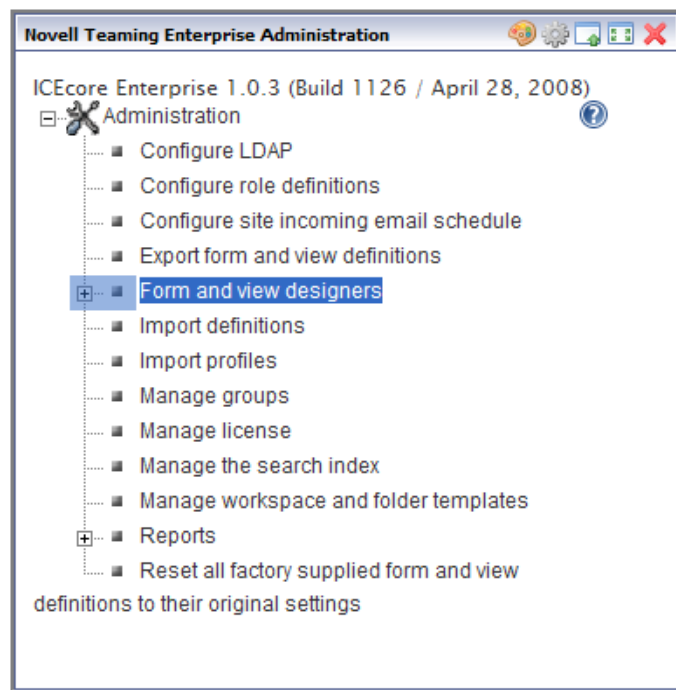 Novell Teaming Enterprise Administration
ICEcore Enterprise 1.0.3 (Build 1126 / April 28, 2008)
Administration
Configure LDAP
Configure role definitions
Configure site incoming email schedule
Export form and view definitions
Form and view designers
Import definitions
Import profiles
Manage groups
Manage license
Manage the search index
Manage workspace and folder templates
Reports
Reset all factory supplied form and view
definitions to their original settings